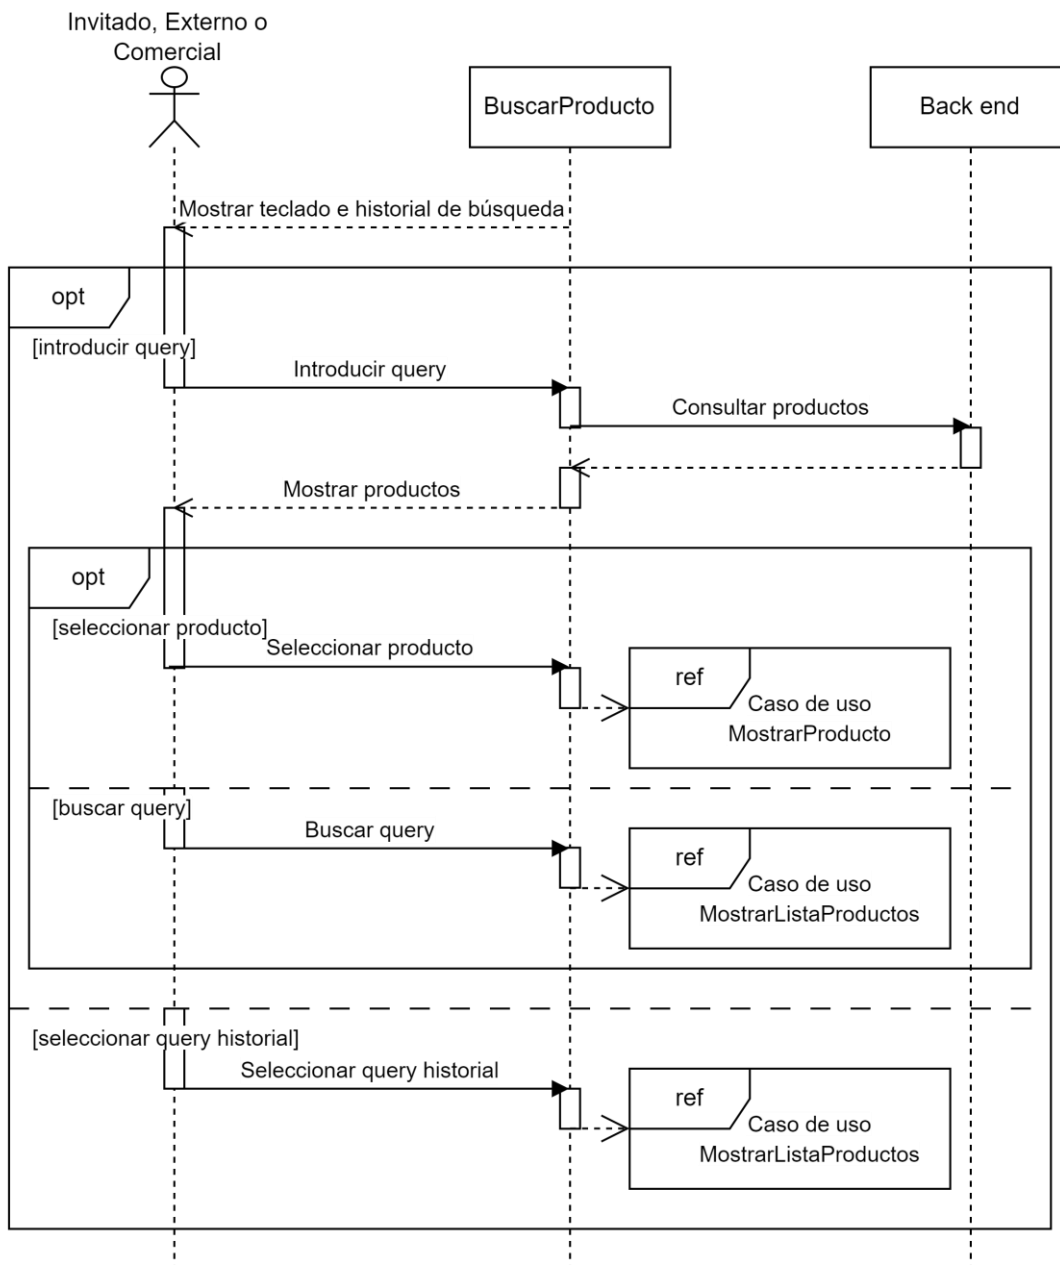 Invitado, Externo o
Comercial
BuscarProducto
Back end
Mostrar teclado e historial de búsqueda
opt
[introducir query]
Introducir query
Consultar productos
Mostrar productos
opt
[seleccionar producto]
Seleccionar producto
ref
Caso de uso
MostrarProducto
[buscar query]
Buscar query
ref
Caso de uso
MostrarListaProductos
[seleccionar query historial]
Seleccionar query historial
ref
Caso de uso
MostrarListaProductos